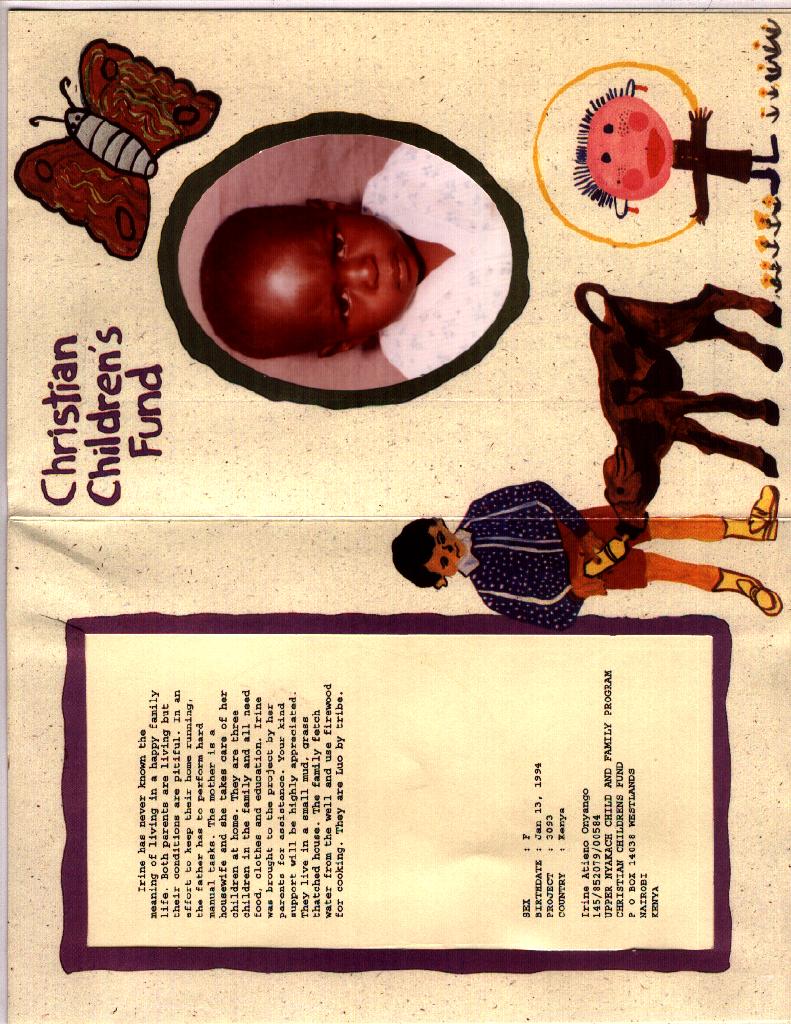 Christian
Children's
Fund
Irine has never known the
meaning of living in a happy family
life. Both parents are living but
their conditions are pitiful. In an
effort to keep their home running,
the father has to perform hard
manual tasks. The mother is a
housewife and she takes care of her
children at home. They are three
children in the family and all need
food, clothes and education. Irine
was brought to the project by her
parents for assistance. Your kind
support will be highly appreciated.
They live in a small mud, grass
thatched house. The family fetch
water from the well and use firewood
for cooking. They are Luo by tribe.
SEX : F
BIRTHDATE : Jan 13, 1994
PROJECT : 3093
COUNTRY : Kenya
Irine Atieno Onyango
145/852079/00584
UPPER NYAKACH CHILD AND FAMILY PROGRAM
CHRISTIAN CHILDRENS FUND
P O BOX 14038 WESTLANDS
NAIROBI
KENYA